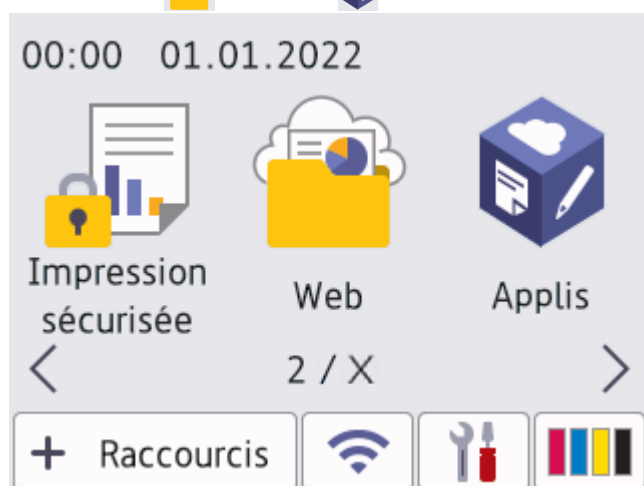 00:00 01.01.2022
Impression
sécurisée
Web
Applis
2 / X
+ Raccourcis